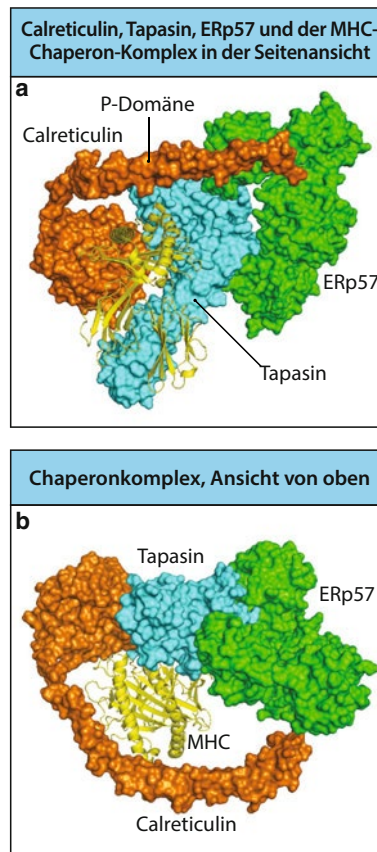 Calreticulin, Tapasin, ERp57 und der MHC-
Chaperon-Komplex in der Seitenansicht
a
P-Domäne
Calreticulin
ERp57
Tapasin
Chaperonkomplex, Ansicht von oben
b
Tapasin
ERp57
MHC
Calreticulin